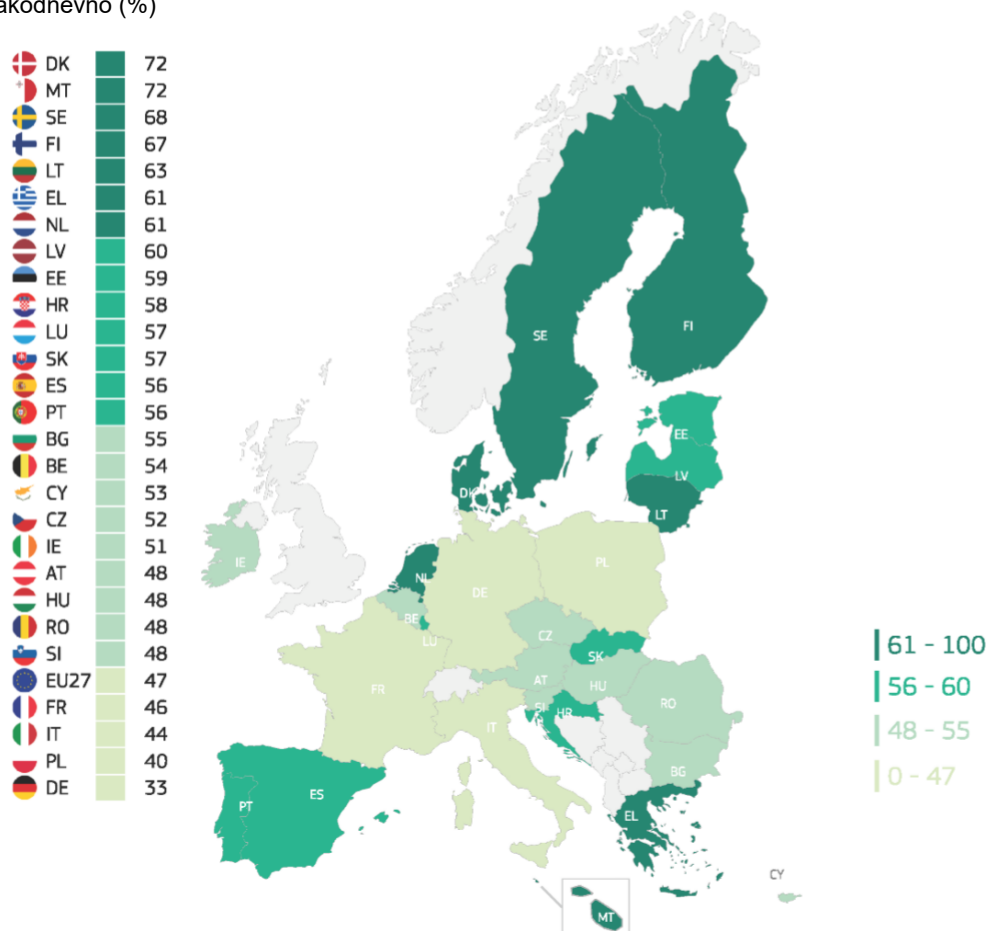 akodnevno (%)
DK 72
MT 72
SE 68
FI 67
LT 63
EL 61
NL 61
LV 60
EE 59
HR 58
LU 57
SK 57
ES 56
PT 56
BG 55
BE 54
CY 53
CZ 52
IE 51
AT 48
HU 48
RO 48
SI 48
EU27 47
FR 46
IT 44
PL 40
DE 33
SE
FI
EE
LV
LT
DK
IE
NL
PL
DE
BE
LU
CZ
SK
FR
AT
HU
SI
HR
RO
IT
BG
PT
ES
EL
CY
MT
61 - 100
56 - 60
48 - 55
0 - 47